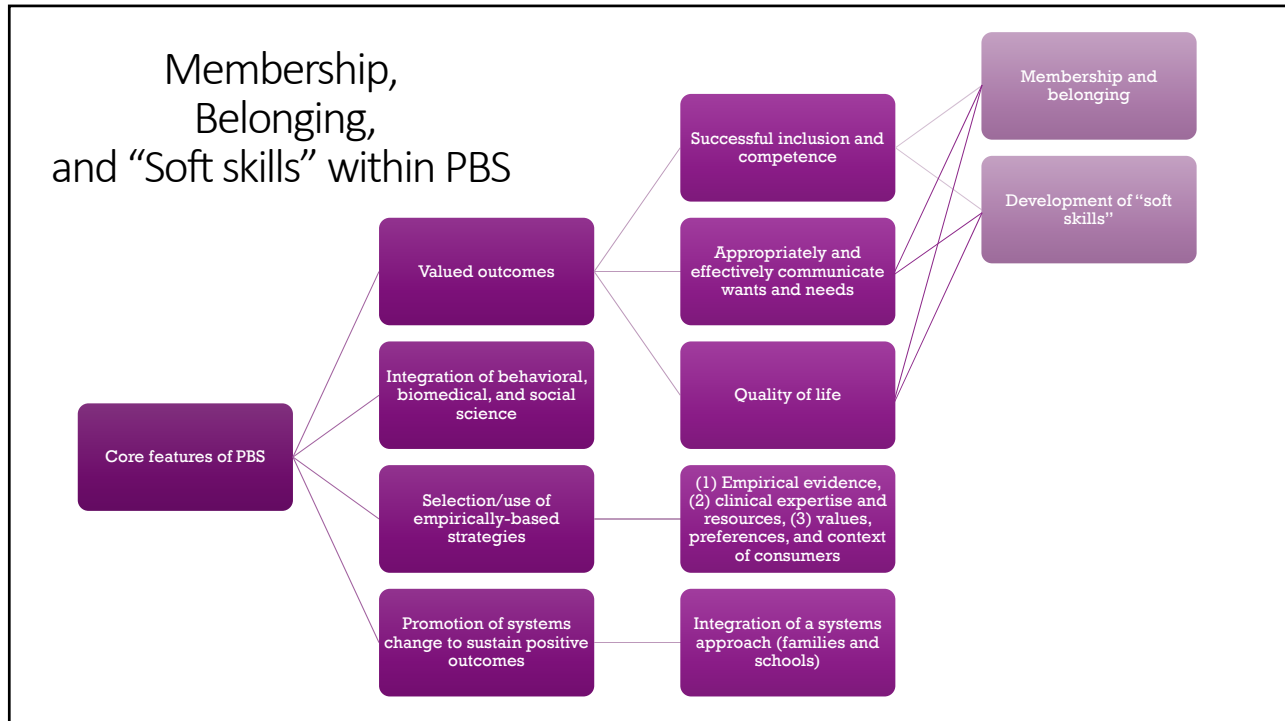 Membership,
Belonging,
and “Soft skills” within PBS
Core features of PBS
Valued outcomes
Integration of behavioral,
biomedical, and social
science
Selection/use of
empirically-based
strategies
Promotion of systems
change to sustain positive
outcomes
Successful inclusion and
competence
Appropriately and
effectively communicate
wants and needs
Quality of life
(1) Empirical evidence,
(2) clinical expertise and
resources, (3) values,
preferences, and context
of consumers
Integration of a systems
approach (families and
schools)
Membership and
belonging
Development of “soft
skills”